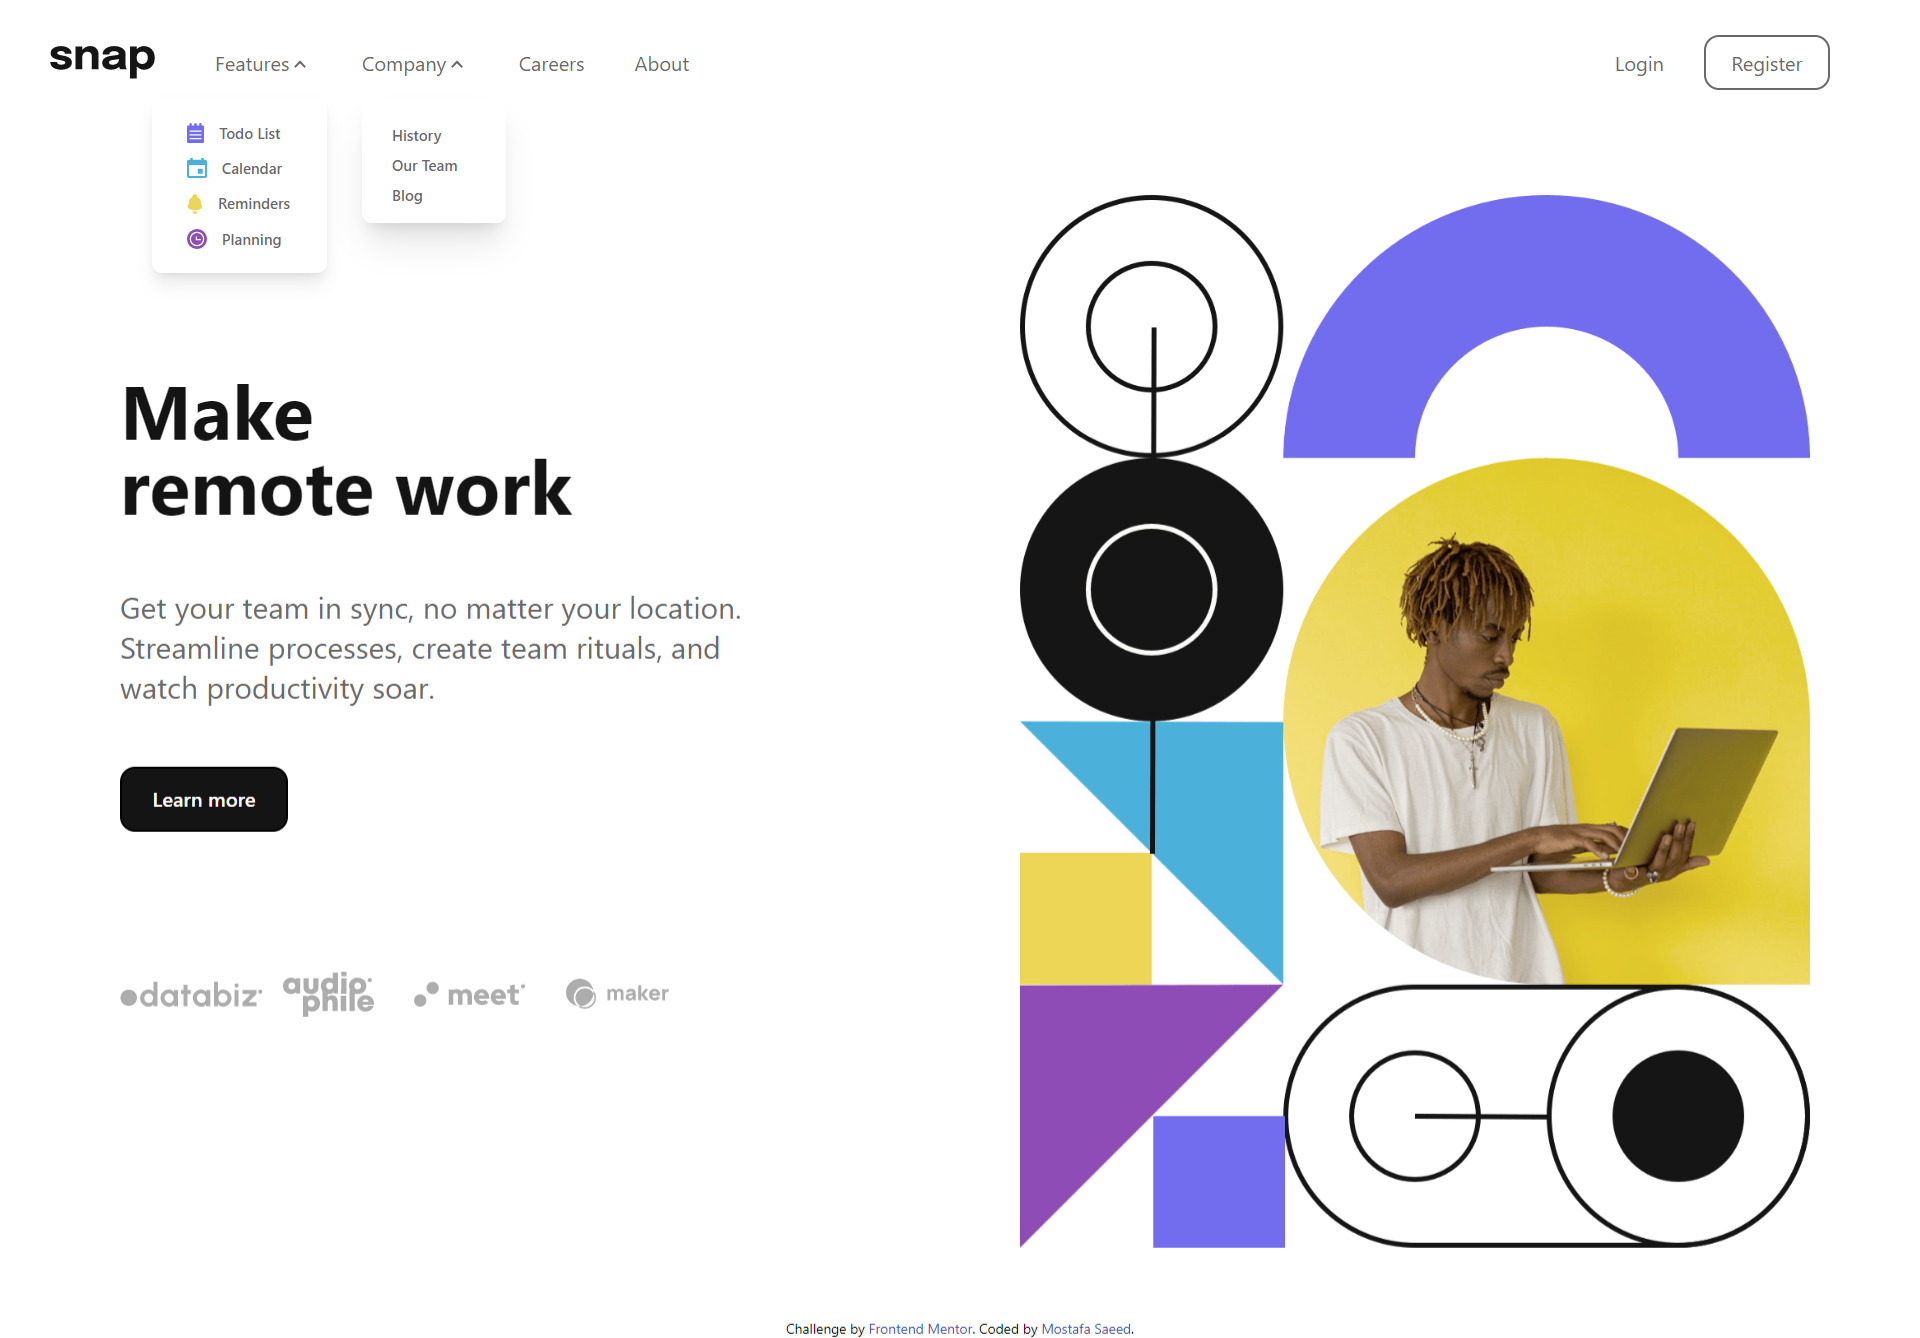 snap
Features
Company
Careers
About
Login
Register
Todo List
Calendar
Reminders
Planning
History
Our Team
Blog
Make
remote work
Get your team in sync, no matter your location.
Streamline processes, create team rituals, and
watch productivity soar.
Learn more
databiz
audio
phile
meet
maker
Challenge by Frontend Mentor. Coded by Mostafa Saeed.